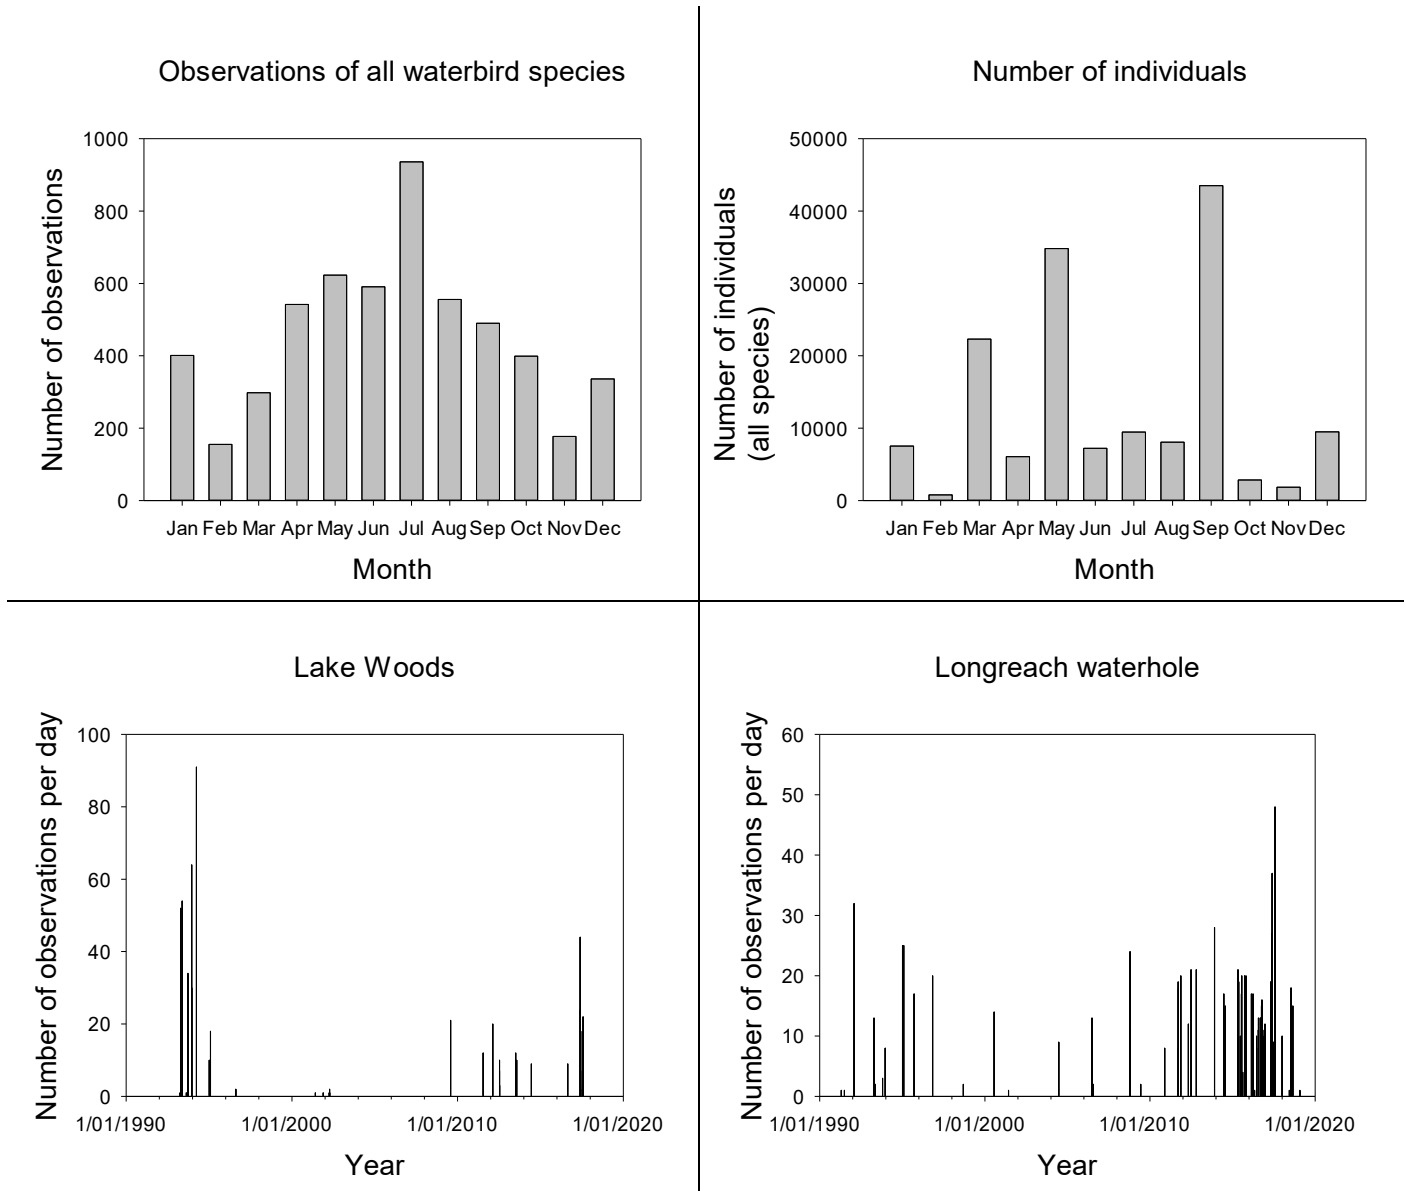 Observations of all waterbird species
Number of observations
1000
800
600
400
200
0
Jan Feb Mar Apr May Jun Jul Aug Sep Oct Nov Dec
Month
Number of individuals
Number of individuals
(all species)
50000
40000
30000
20000
10000
0
Jan Feb Mar Apr May Jun Jul Aug Sep Oct Nov Dec
Month
Lake Woods
Number of observations per day
100
80
60
40
20
0
1/01/1990 1/01/2000 1/01/2010 1/01/2020
Year
Longreach waterhole
Number of observations per day
60
50
40
30
20
10
0
1/01/1990 1/01/2000 1/01/2010 1/01/2020
Year